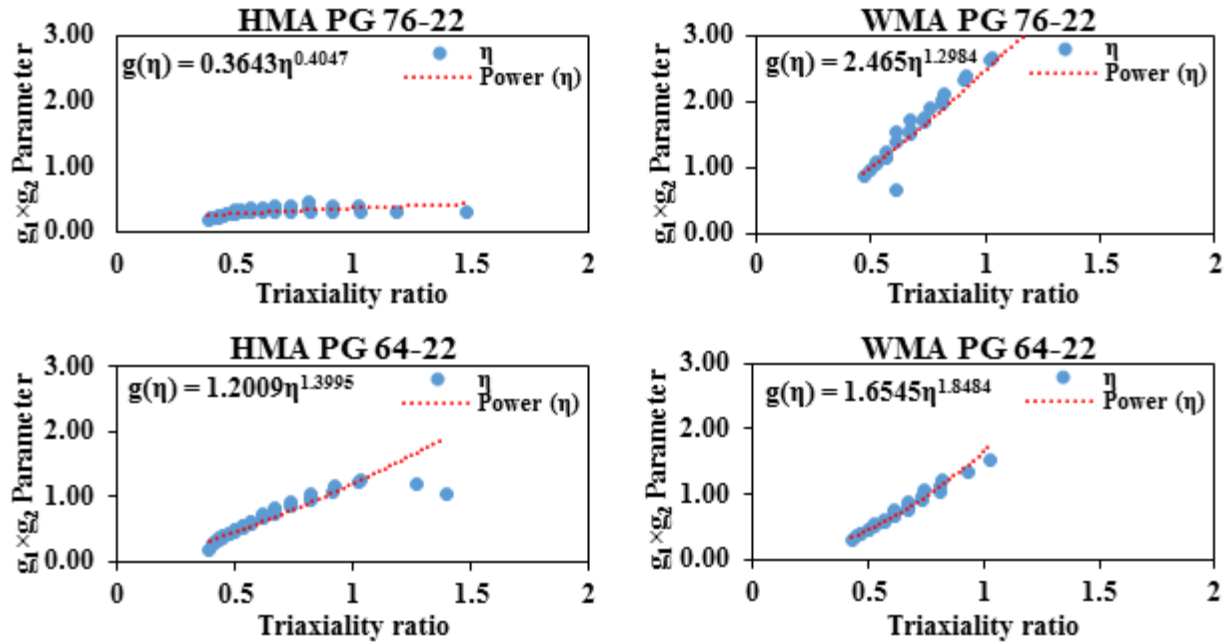 HMA PG 76-22
3.00
2.00
1.00
0.00
g₁×g₂ Parameter
g(η) = 0.3643η^0.4047
η
Power (η)
0
0.5
1
1.5
2
Triaxiality ratio
WMA PG 76-22
3.00
2.00
1.00
0.00
g₁×g₂ Parameter
g(η) = 2.465η^1.2984
η
Power (η)
0
0.5
1
1.5
2
Triaxiality ratio
HMA PG 64-22
3.00
2.00
1.00
0.00
g₁×g₂ Parameter
g(η) = 1.2009η^1.3995
η
Power (η)
0
0.5
1
1.5
2
Triaxiality ratio
WMA PG 64-22
3.00
2.00
1.00
0.00
g₁×g₂ Parameter
g(η) = 1.6545η^1.8484
η
Power (η)
0
0.5
1
1.5
2
Triaxiality ratio